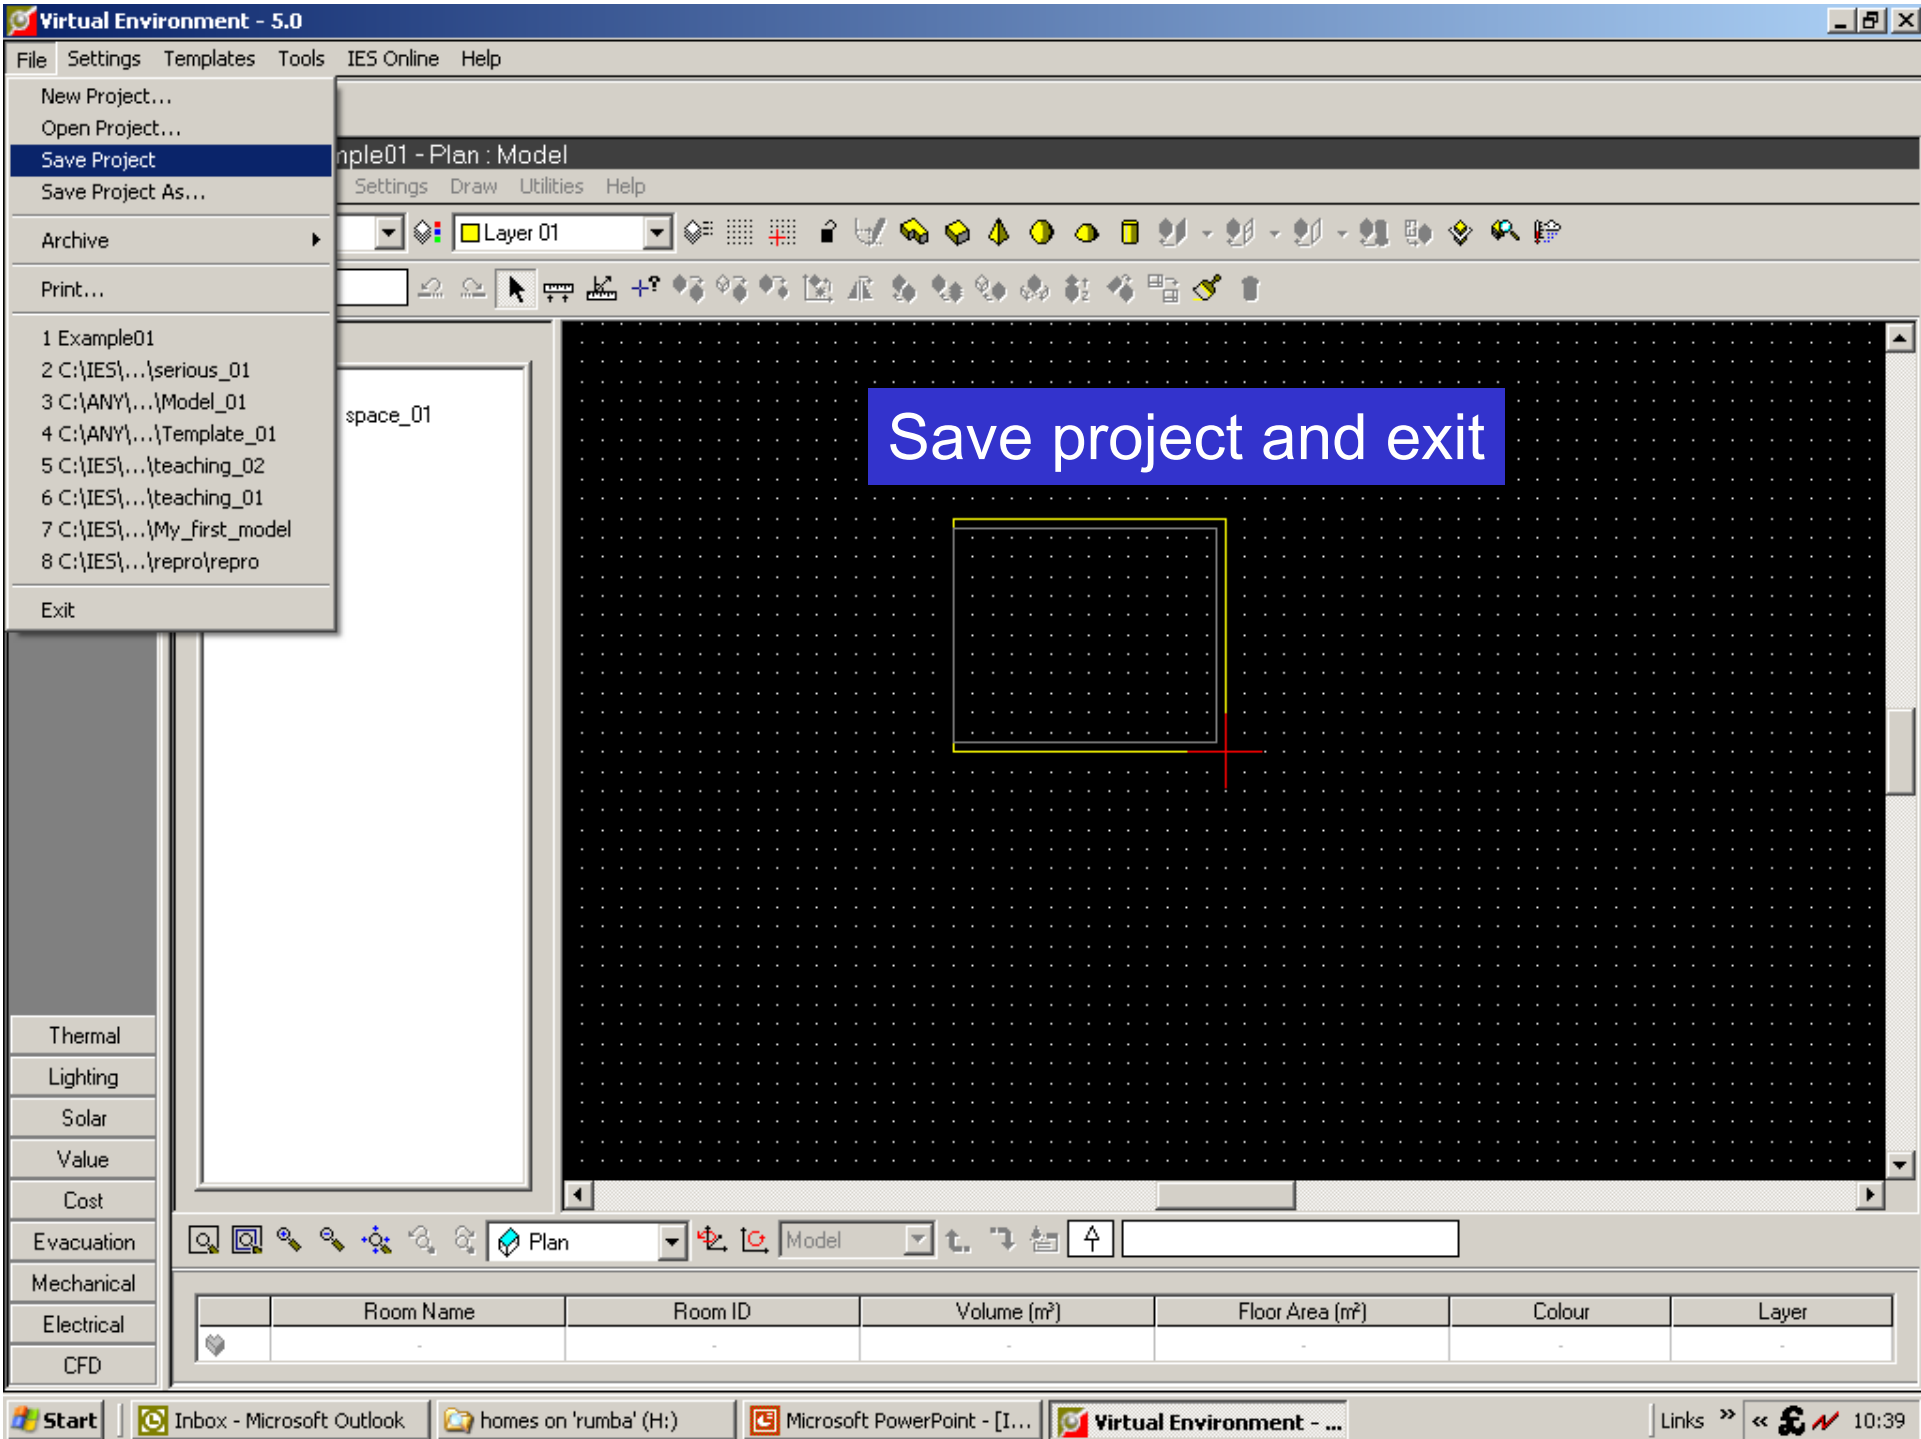 Virtual Environment - 5.0
File Settings Templates Tools IES Online Help
New Project...
Open Project...
Save Project
Save Project As...
Archive
Print...
1 Example01
2 C:\IES\...\serious_01
3 C:\ANY\...\Model_01
4 C:\ANY\...\Template_01
5 C:\IES\...\teaching_02
6 C:\IES\...\teaching_01
7 C:\IES\...\My_first_model
8 C:\IES\...\repro\repro
Exit
mple01 - Plan : Model
Settings Draw Utilities Help
Layer 01
space_01
Save project and exit
Thermal
Lighting
Solar
Value
Cost
Evacuation
Mechanical
Electrical
CFD
Plan Model
Room Name Room ID Volume (m³) Floor Area (m²) Colour Layer
- - - - - -
Start Inbox - Microsoft Outlook homes on 'rumba' (H:) Microsoft PowerPoint - [I... Virtual Environment - ... Links » « 10:39